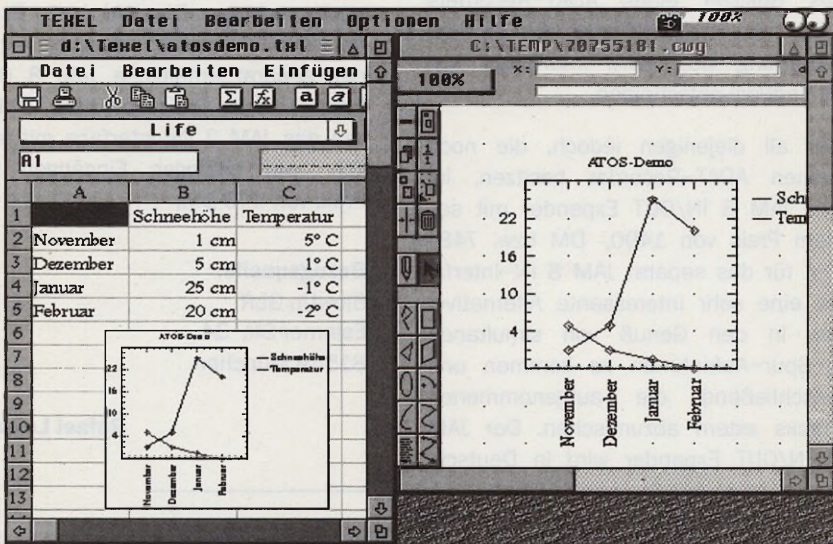 TEXEL Datei Bearbeiten Optionen Hilfe 100%
d:\Texel\atosdemo.txl
Datei Bearbeiten Einfügen
Σ fx a a
Life
A1
A B C
1 Schneehöhe Temperatur
2 November 1 cm 5° C
3 Dezember 5 cm 1° C
4 Januar 25 cm -1° C
5 Februar 20 cm -2° C
6
7
8
9
10
11
12
13
ATOS-Demo
22
16
10
4
Schneehöhe
Temperatur
November
Dezember
Januar
Februar
C:\TEMP\70755181.cwg
100% X: Y:
ATOS-Demo
22
16
10
4
Sch
Tem
November
Dezember
Januar
Februar